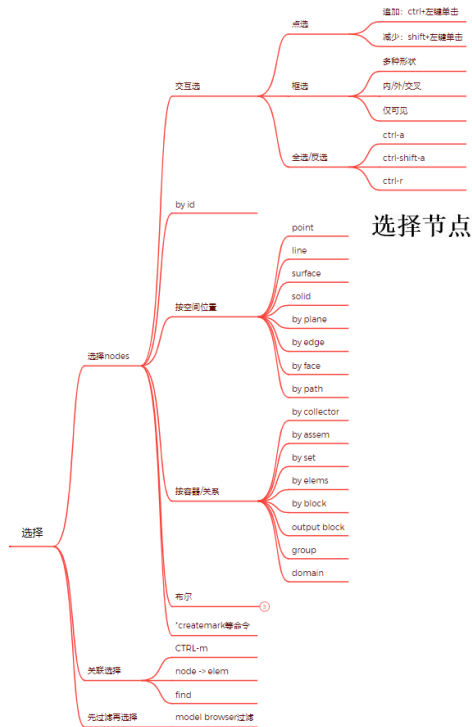 点选
追加：ctrl+左键单击
减少：shift+左键单击
交互选
框选
多种形状
内/外/交叉
仅可见
全选/反选
ctrl-a
ctrl-shift-a
ctrl-r
by id
选择节点
选择nodes
按空间位置
point
line
surface
solid
by plane
by edge
by face
by path
按容器/关系
by collector
by assem
by set
by elems
by block
output block
group
domain
选择
布尔
3
*createmark等命令
关联选择
CTRL-m
node -> elem
find
先过滤再选择
model browser过滤